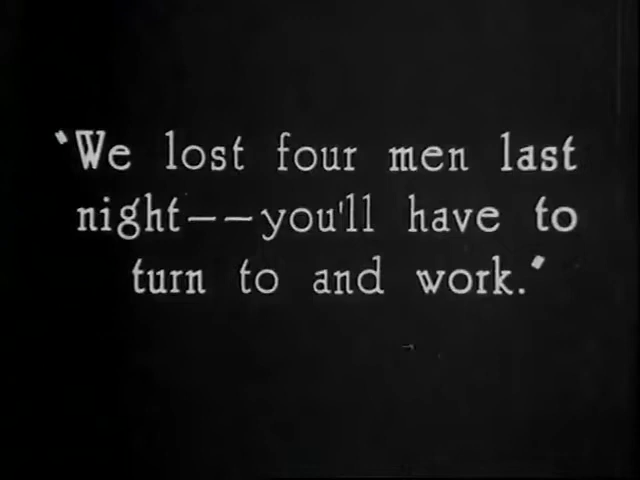 "We lost four men last
night--you'll have to
turn to and work."